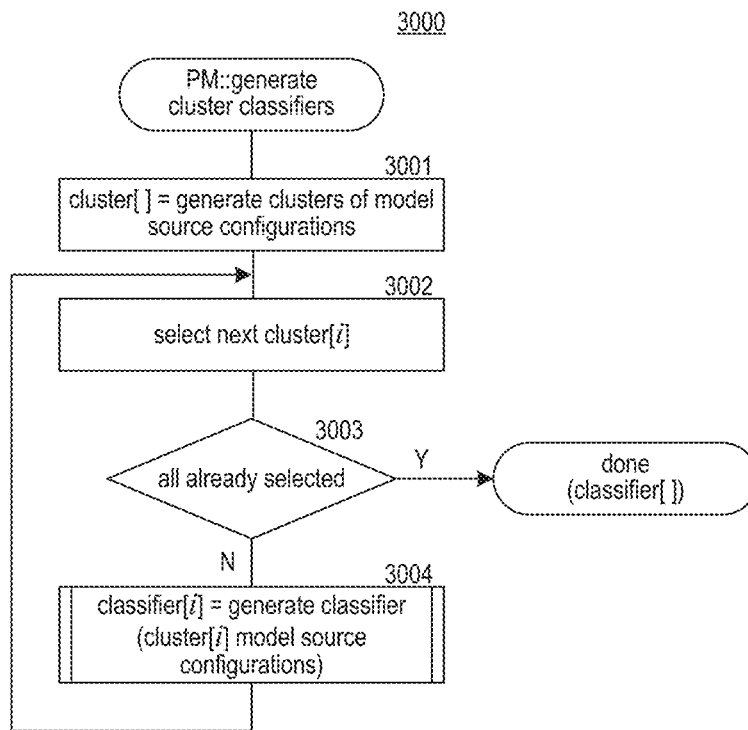 3000
PM::generate
cluster classifiers
3001
cluster[ ] = generate clusters of model
source configurations
3002
select next cluster[i]
3003
all already selected
Y
done
(classifier[ ])
N
3004
classifier[i] = generate classifier
(cluster[i] model source
configurations)